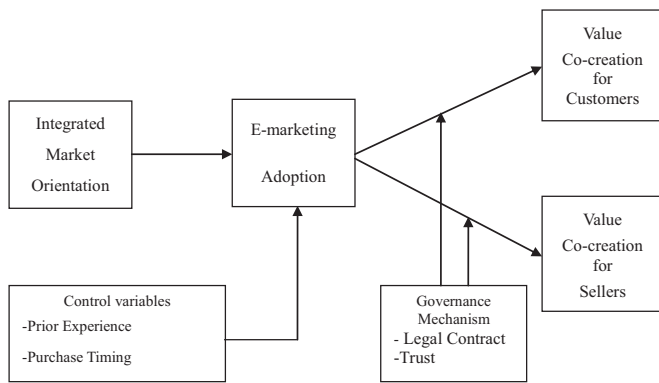 Integrated
Market
Orientation
E-marketing
Adoption
Value
Co-creation
for
Customers
Value
Co-creation
for
Sellers
Control variables
-Prior Experience
-Purchase Timing
Governance
Mechanism
- Legal Contract
-Trust